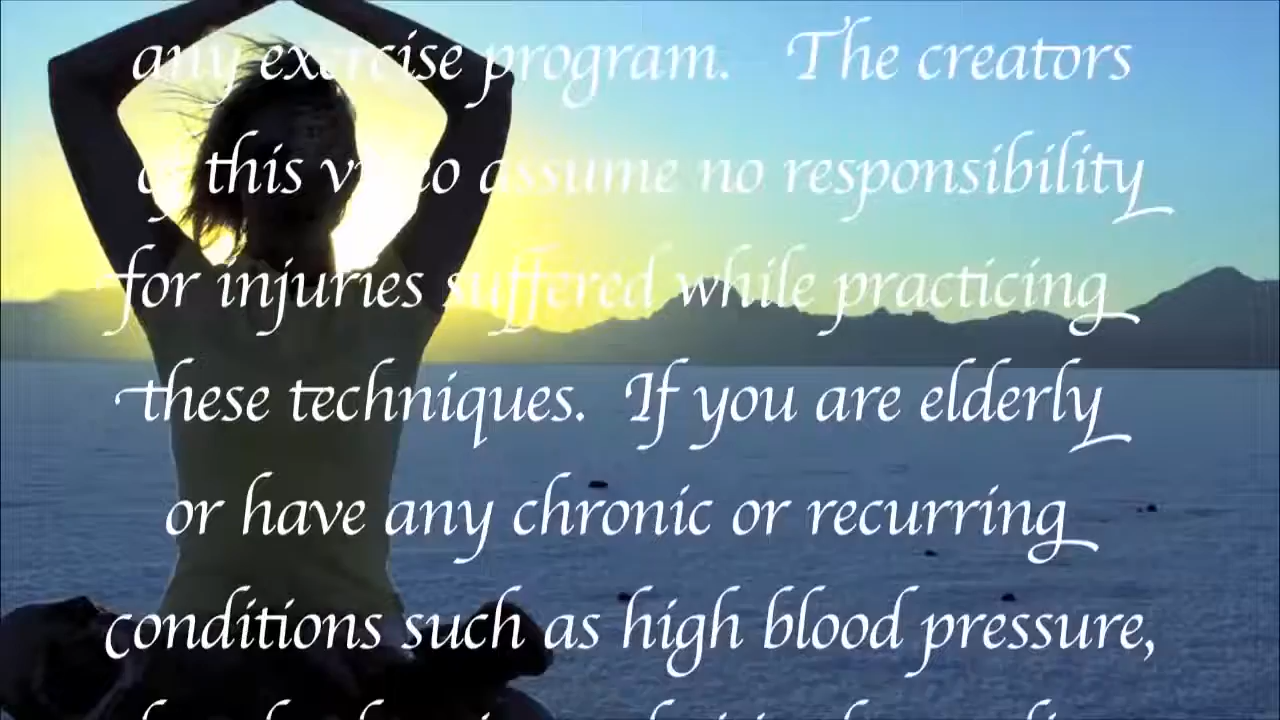 any exercise program. The creators
of this video assume no responsibility
for injuries suffered while practicing
these techniques. If you are elderly
or have any chronic or recurring
conditions such as high blood pressure,